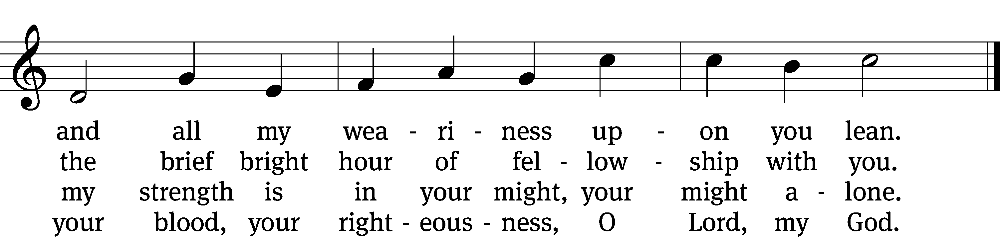 and all my wea - ri - ness up - on you lean.
the brief bright hour of fel - low - ship with you.
my strength is in your might, your might a - lone.
your blood, your right - eous - ness, O Lord, my God.